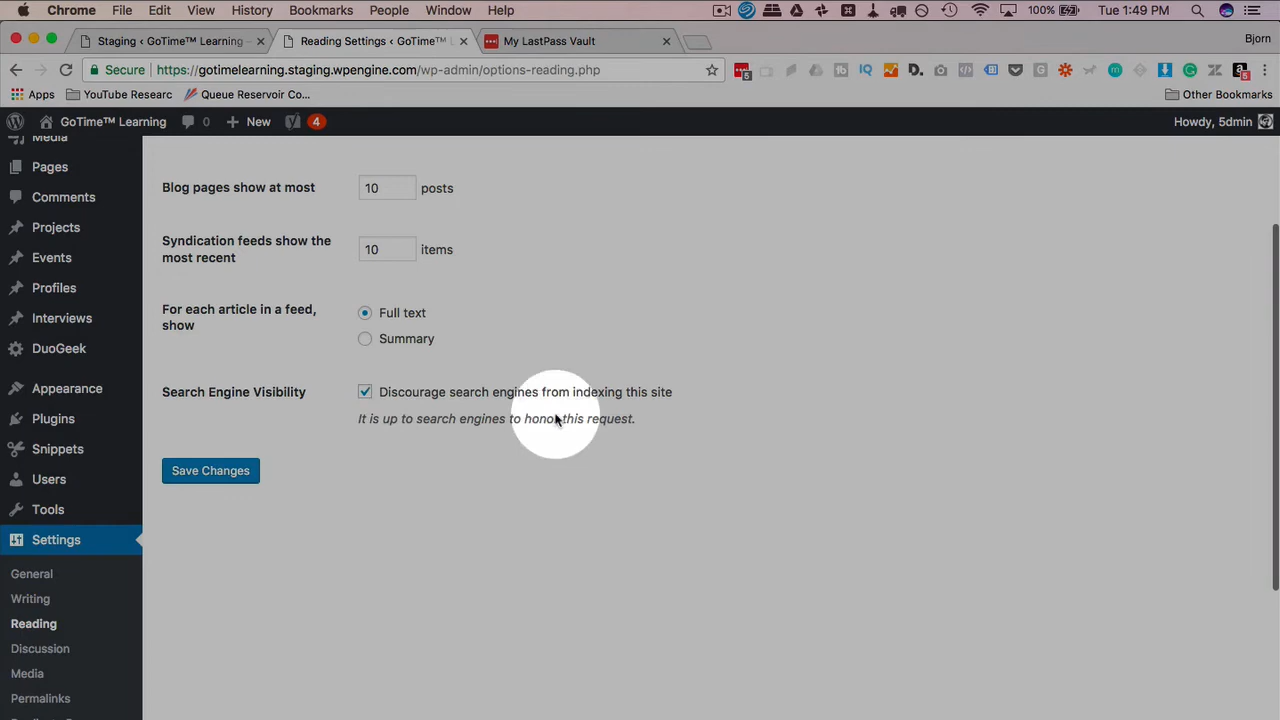 Chrome File Edit View History Bookmarks People Window Help 100% Tue 1:49 PM
Staging ‹ GoTime™ Learning Reading Settings ‹ GoTime™ My LastPass Vault Bjorn
Secure https://gotimelearning.staging.wpengine.com/wp-admin/options-reading.php
Apps YouTube Researc Queue Reservoir Co... Other Bookmarks
GoTime™ Learning 0 New 4 Howdy, 5dmin
Media
Pages
Blog pages show at most 10 posts
Comments
Projects
Syndication feeds show the
most recent 10 items
Events
Profiles
For each article in a feed,
show
Full text
Summary
Interviews
DuoGeek
Appearance
Search Engine Visibility Discourage search engines from indexing this site
It is up to search engines to honor this request.
Plugins
Snippets
Save Changes
Users
Tools
Settings
General
Writing
Reading
Discussion
Media
Permalinks